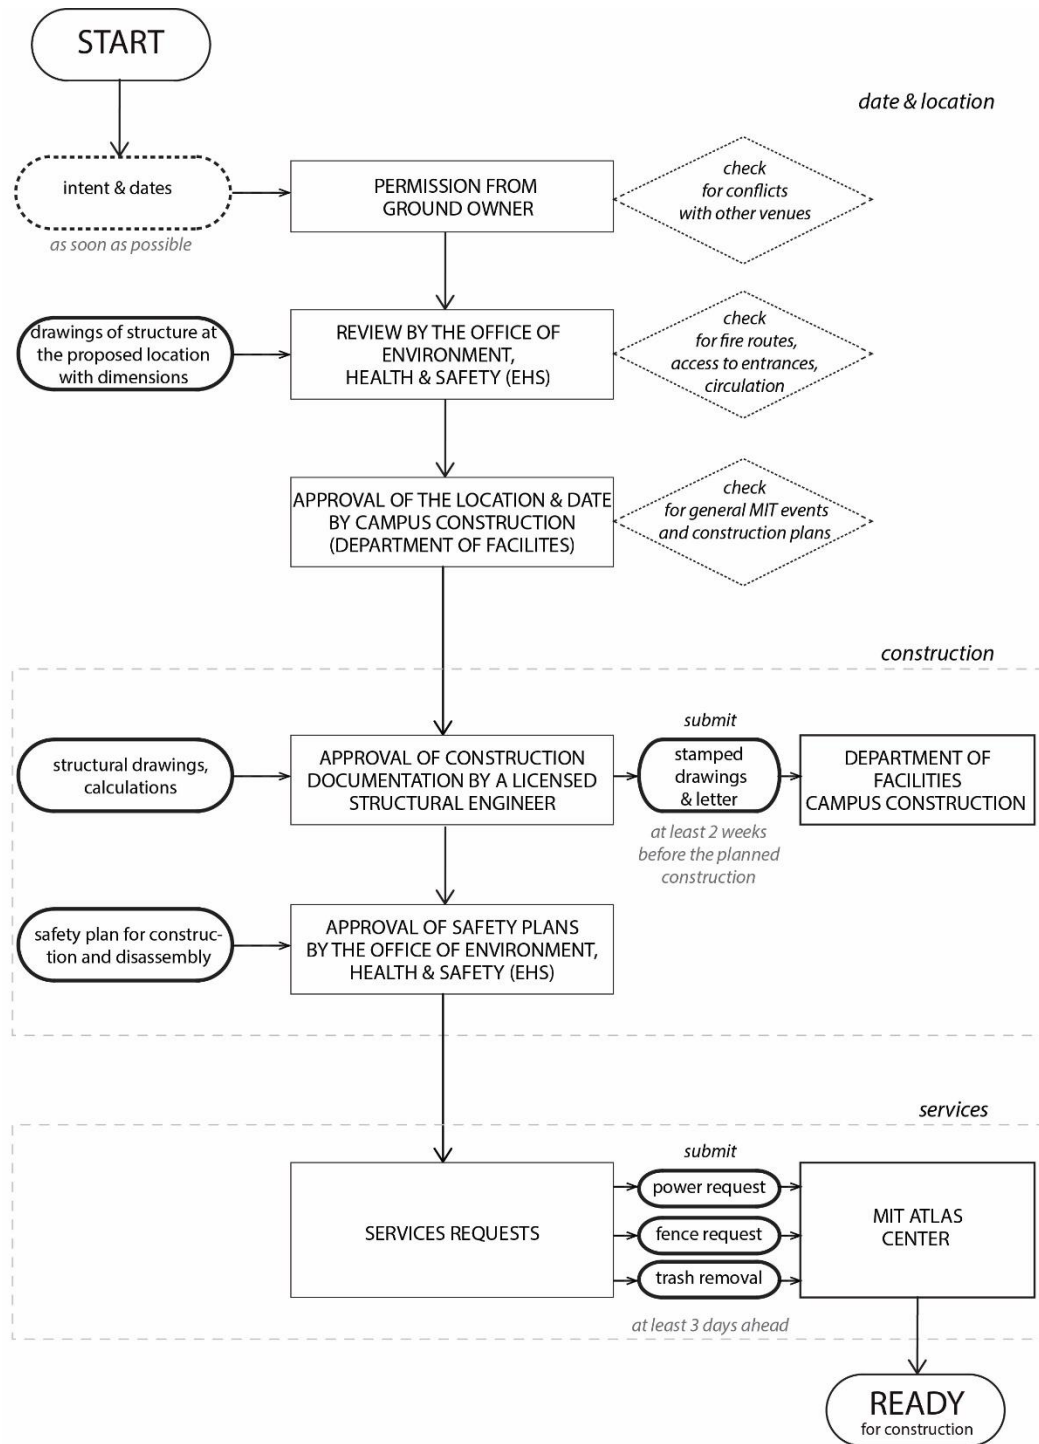 START
date & location
intent & dates
as soon as possible
PERMISSION FROM
GROUND OWNER
check
for conflicts
with other venues
drawings of structure at
the proposed location
with dimensions
REVIEW BY THE OFFICE OF
ENVIRONMENT,
HEALTH & SAFETY (EHS)
check
for fire routes,
access to entrances,
circulation
APPROVAL OF THE LOCATION & DATE
BY CAMPUS CONSTRUCTION
(DEPARTMENT OF FACILITES)
check
for general MIT events
and construction plans
construction
structural drawings,
calculations
APPROVAL OF CONSTRUCTION
DOCUMENTATION BY A LICENSED
STRUCTURAL ENGINEER
submit
stamped
drawings
& letter
at least 2 weeks
before the planned
construction
DEPARTMENT OF
FACILITIES
CAMPUS CONSTRUCTION
safety plan for construc-
tion and disassembly
APPROVAL OF SAFETY PLANS
BY THE OFFICE OF ENVIRONMENT,
HEALTH & SAFETY (EHS)
services
SERVICES REQUESTS
submit
power request
fence request
trash removal
at least 3 days ahead
MIT ATLAS
CENTER
READY
for construction